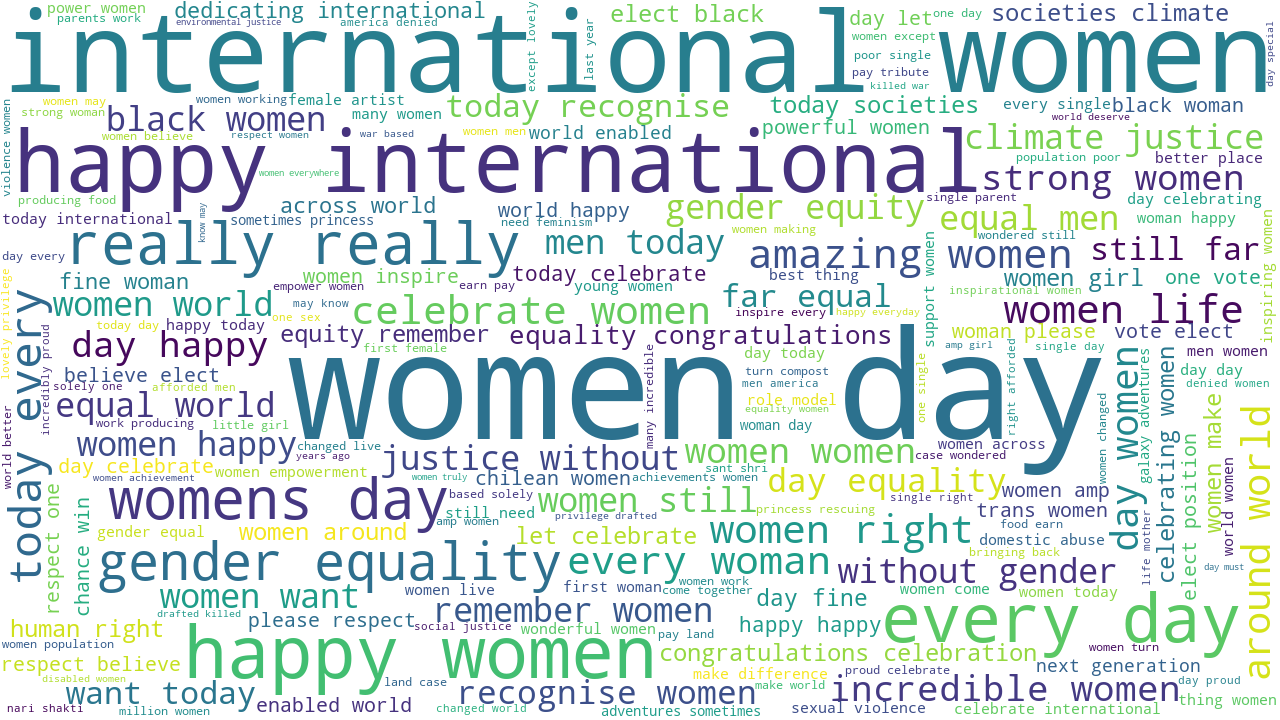 power women
dedicating international
elect black
day let
one day
societies climate
parents work
environmental justice
america denied
international
women
except lovely
last year
women except
poor single
pay tribute
killed war
day special
women may
women working
female artist
today recognise
today societies
every single
black woman
strong woman
many women
black women
world deserve
violence women
women believe
respect women
war based
women men
world enabled
powerful women
climate justice
happy international
women everywhere
population poor
better place
strong women
producing food
single parent
day celebrating
across world
world happy
gender equity
equal men
today international
know may
sometimes princess
need feminism
women making
woman happy
really really
men today
wondered still
day every
amazing women
still far
support women
inspiring women
fine woman
women inspire
today celebrate
best thing
women girl
one vote
lovely privilege
empower women
earn pay
young women
far equal
inspirational women
women world
may know
celebrate women
women life
today every
one sex
inspire every
happy everyday
today day
happy today
equity remember
equality congratulations
woman please
vote elect
incredibly proud
day happy
first female
many incredible
day today
women day
right afforded
amp girl
single day
men women
believe elect
turn compost
day women
galaxy adventures
celebrating women
day day
solely one
afforded men
men america
one single
denied women
equal world
role model
equality women
women changed
work producing
little girl
woman day
world better
women happy
changed live
women women
women across
years ago
justice without
case wondered
women make
around world
day celebrate
women empowerment
sant shri
women achievement
women truly
chilean women
achievements women
day equality
elect position
world women
womens day
based solely
women still
single right
women amp
respect one
chance win
still need
privilege drafted
princess rescuing
trans women
gender equal
women around
amp women
let celebrate
women right
food earn
domestic abuse
gender equality
every woman
bringing back
life mother
without gender
day must
women want
women live
first woman
women work
come together
day fine
women come
women today
drafted killed
please respect
remember women
every day
human right
social justice
wonderful women
pay land
happy happy
women population
happy women
congratulations celebration
women turn
respect believe
make difference
proud celebrate
next generation
disabled women
land case
make world
day proud
want today
recognise women
incredible women
thing women
nari shakti
million women
enabled world
changed world
adventures sometimes
sexual violence
celebrate international